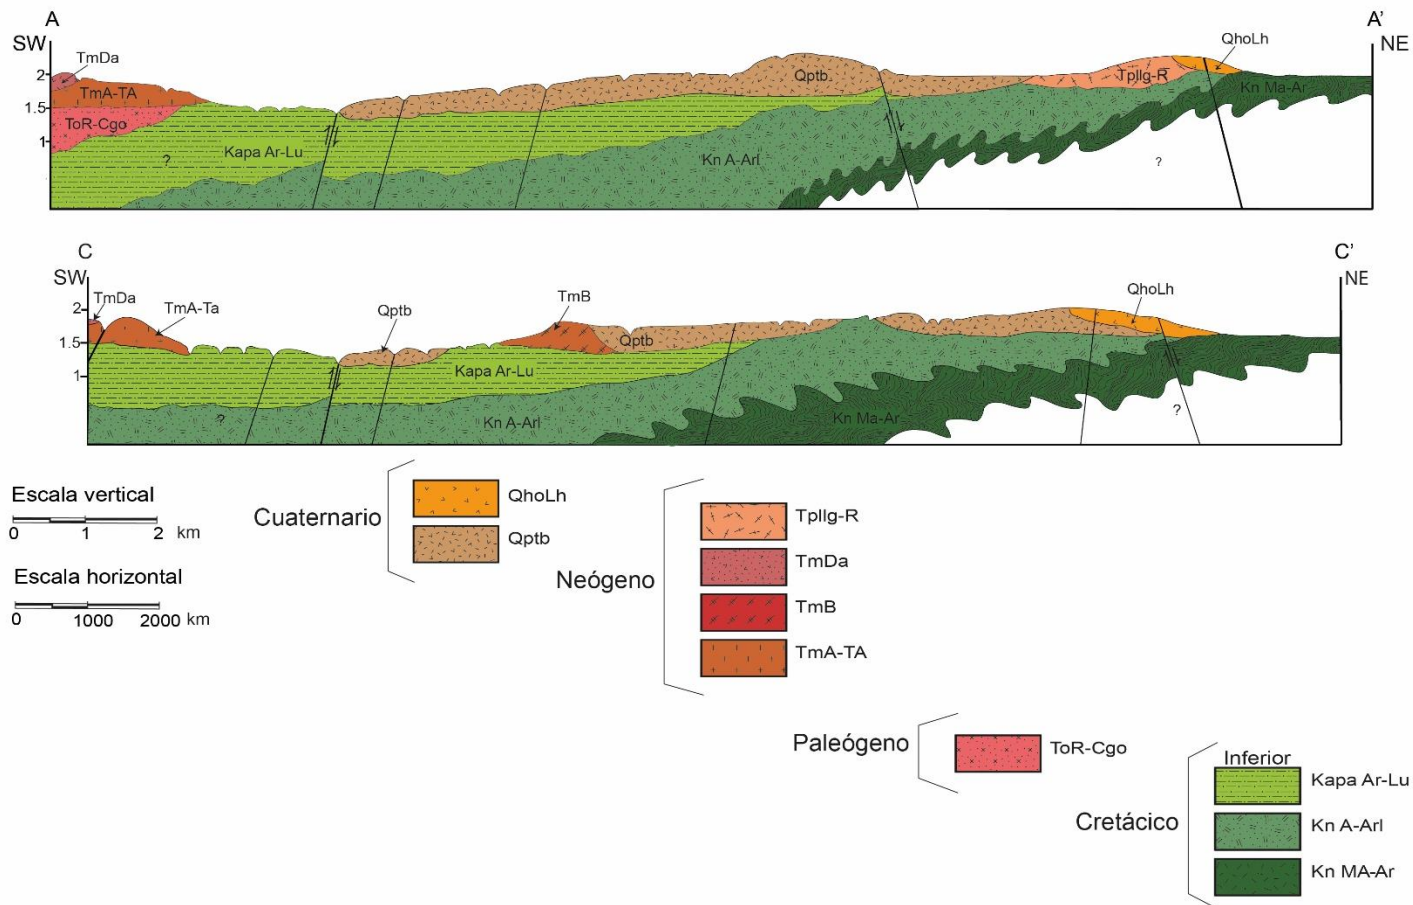 A
A'
SW
NE
TmDa
QhoLh
2
TmA-TA
Qptb
TpIIg-R
Kn Ma-Ar
1.5
ToR-Cgo
1
?
Kapa Ar-Lu
Kn A-Arl
?
C
C'
SW
NE
TmDa
TmA-Ta
Qptb
TmB
QhoLh
2
1.5
Qptb
1
Kapa Ar-Lu
?
Kn A-Arl
Kn Ma-Ar
?
Escala vertical
0 1 2 km
Escala horizontal
0 1000 2000 km
Cuaternario
QhoLh
Qptb
Neógeno
TpIIg-R
TmDa
TmB
TmA-TA
Paleógeno
ToR-Cgo
Cretácico
Inferior
Kapa Ar-Lu
Kn A-Arl
Kn MA-Ar